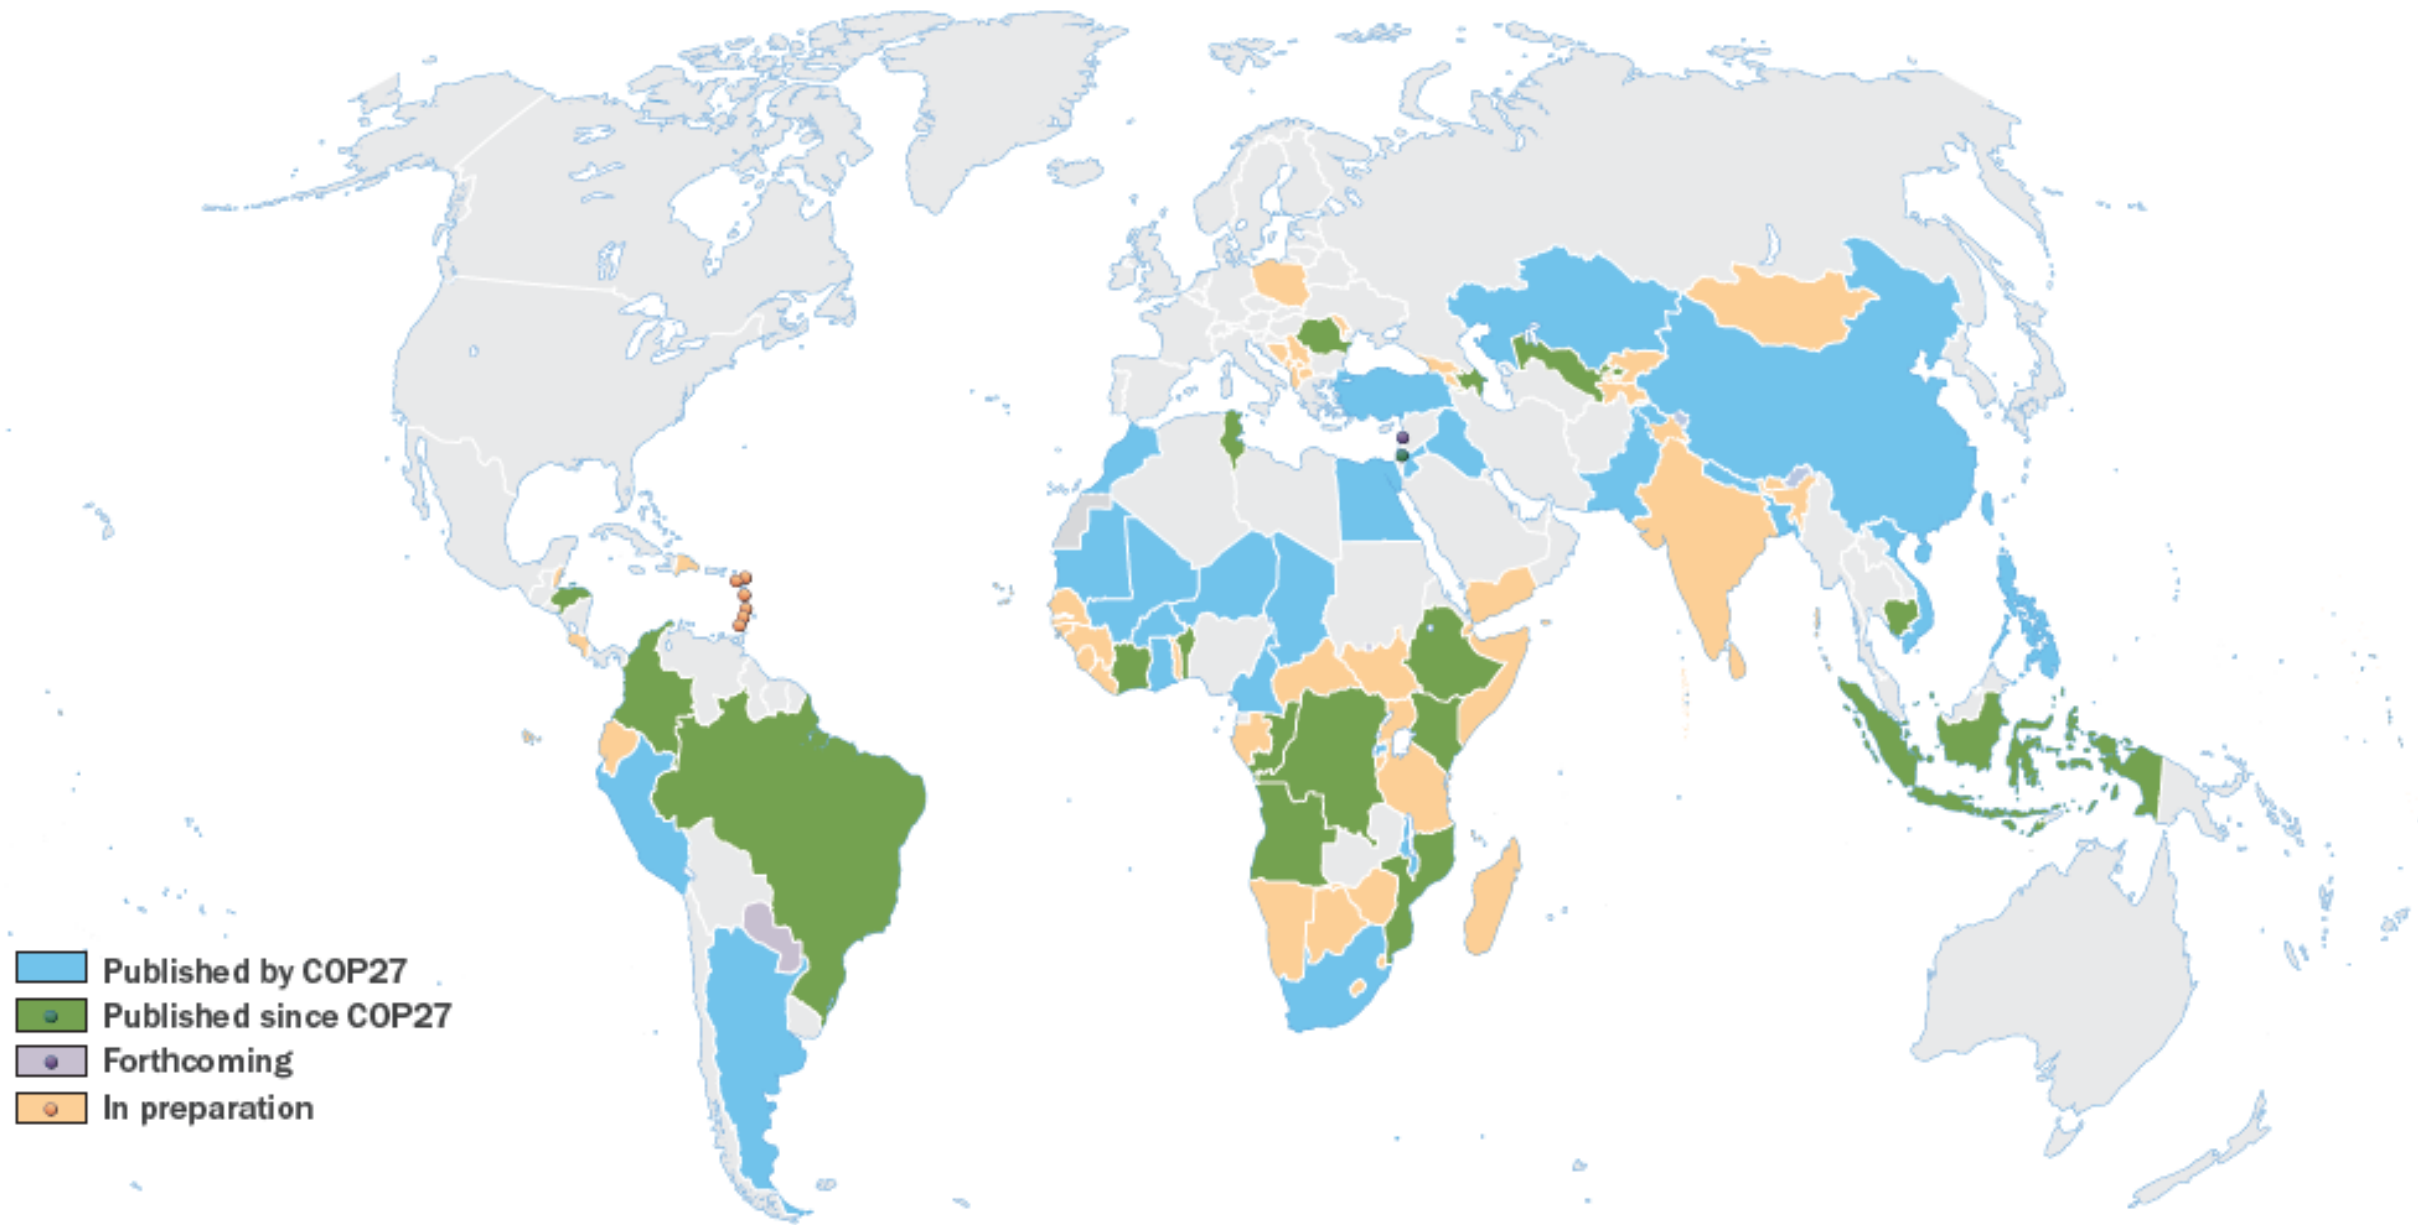 Published by COP27
Published since COP27
Forthcoming
In preparation